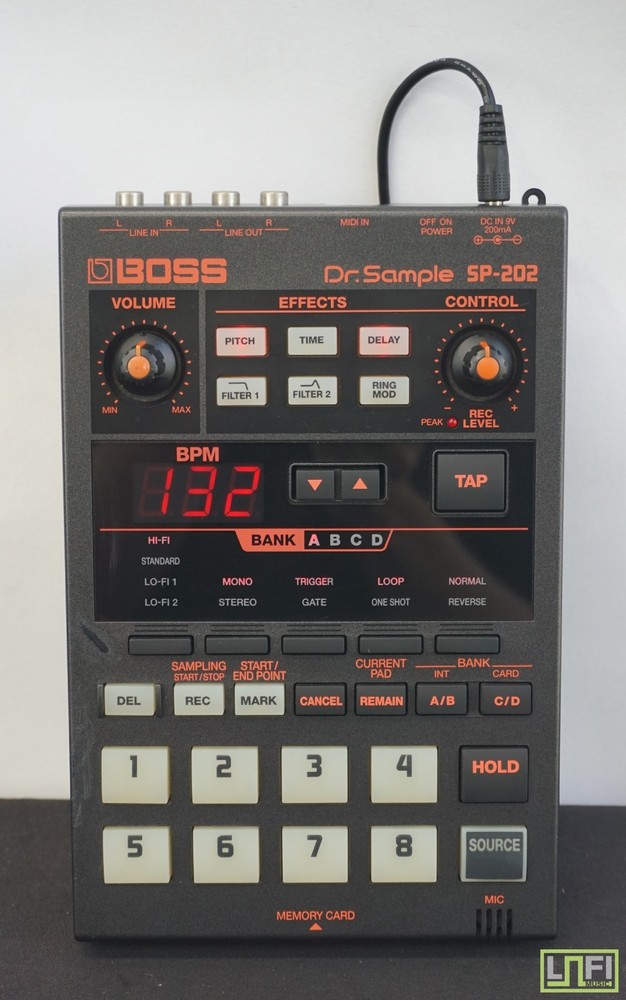 L R L R MIDI IN OFF ON DC IN 9V
LINE IN LINE OUT POWER 200mA
BOSS Dr.Sample SP-202
VOLUME EFFECTS CONTROL
PITCH TIME DELAY
FILTER 1 FILTER 2 RING MOD
MIN MAX - +
PEAK REC LEVEL
BPM
132 TAP
BANK A B C D
HI-FI
STANDARD
LO-FI 1 MONO TRIGGER LOOP NORMAL
LO-FI 2 STEREO GATE ONE SHOT REVERSE
SAMPLING START/STOP START/END POINT CURRENT PAD BANK INT CARD
DEL REC MARK CANCEL REMAIN A/B C/D
1 2 3 4 HOLD
5 6 7 8 SOURCE
MIC
MEMORY CARD
LNFI
MUSIC